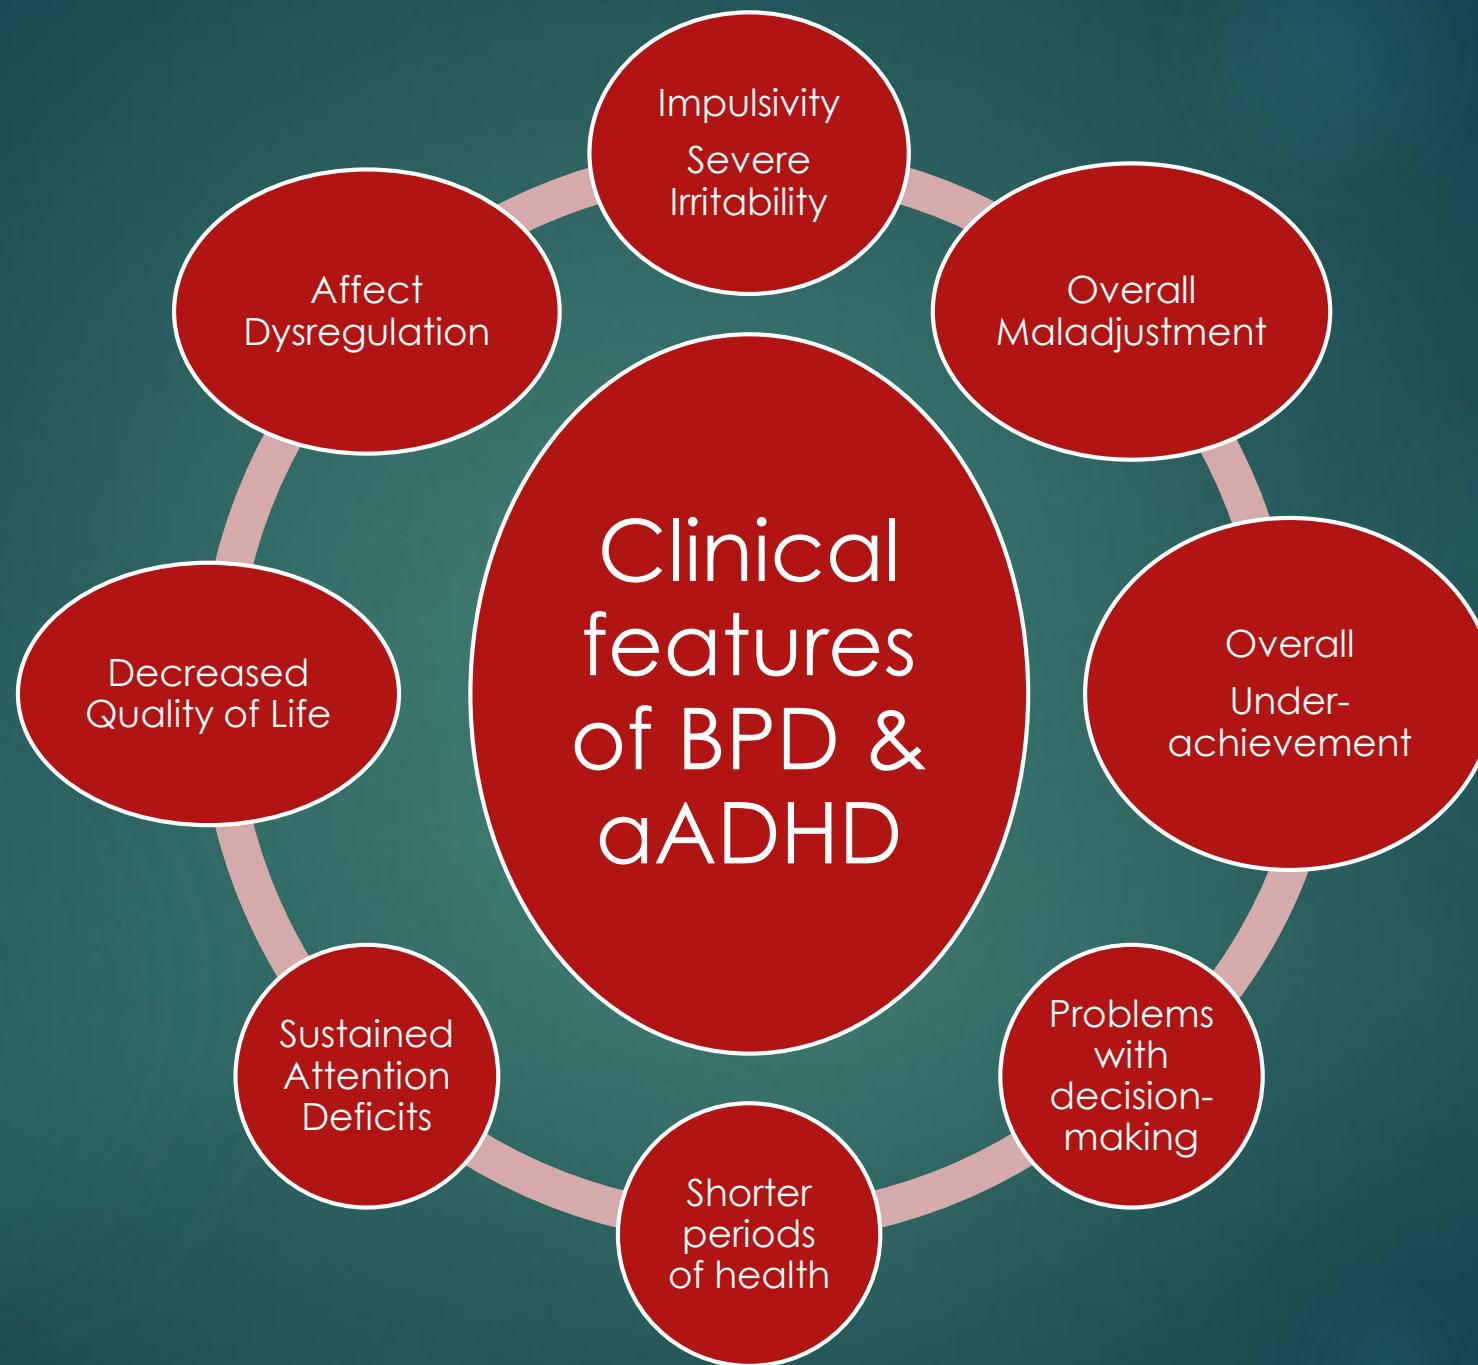 Impulsivity
Severe
Irritability
Overall
Maladjustment
Overall
Under-
achievement
Problems
with
decision-
making
Shorter
periods
of health
Sustained
Attention
Deficits
Decreased
Quality of Life
Affect
Dysregulation
Clinical
features
of BPD &
aADHD